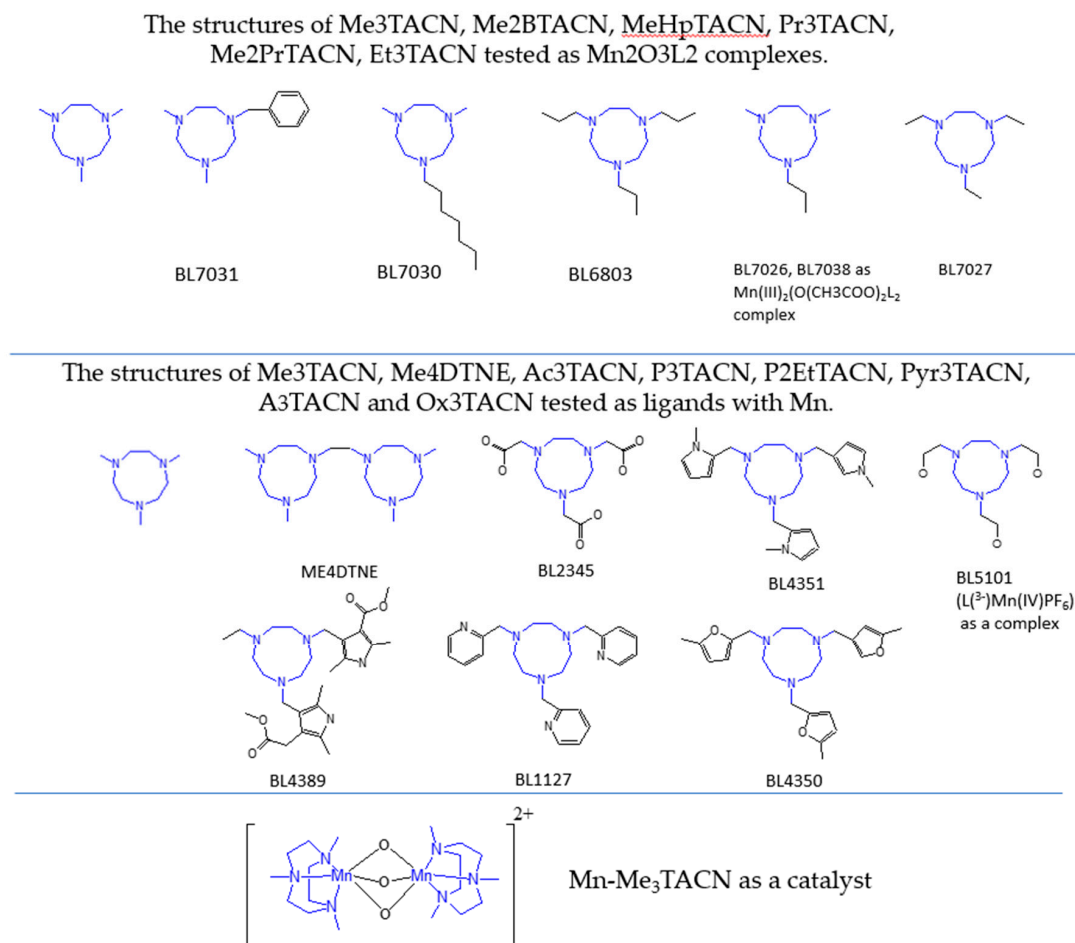 The structures of Me3TACN, Me2BTACN, MeHpTACN, Pr3TACN,
Me2PrTACN, Et3TACN tested as Mn2O3L2 complexes.
N N
N
N N
N
N N
N
N N
N
N N
N
N N
N
BL7031
BL7030
BL6803
BL7026, BL7038 as
Mn(III)₂(O(CH3COO)₂L₂
complex
BL7027
The structures of Me3TACN, Me4DTNE, Ac3TACN, P3TACN, P2EtTACN, Pyr3TACN,
A3TACN and Ox3TACN tested as ligands with Mn.
N N
N
N N N N
N N
O O
N N
O O
N
O
O
N N N
N
N
N
N N
O O
N
O
ME4DTNE
BL2345
BL4351
BL5101
(L(³⁻)Mn(IV)PF₆)
as a complex
O
O
N N
N
N
O
N
O
N N N
N
N
N
O N N
O
N
O
BL4389
BL1127
BL4350
2+
N O N
N Mn O Mn N
N O N
Mn-Me₃TACN as a catalyst